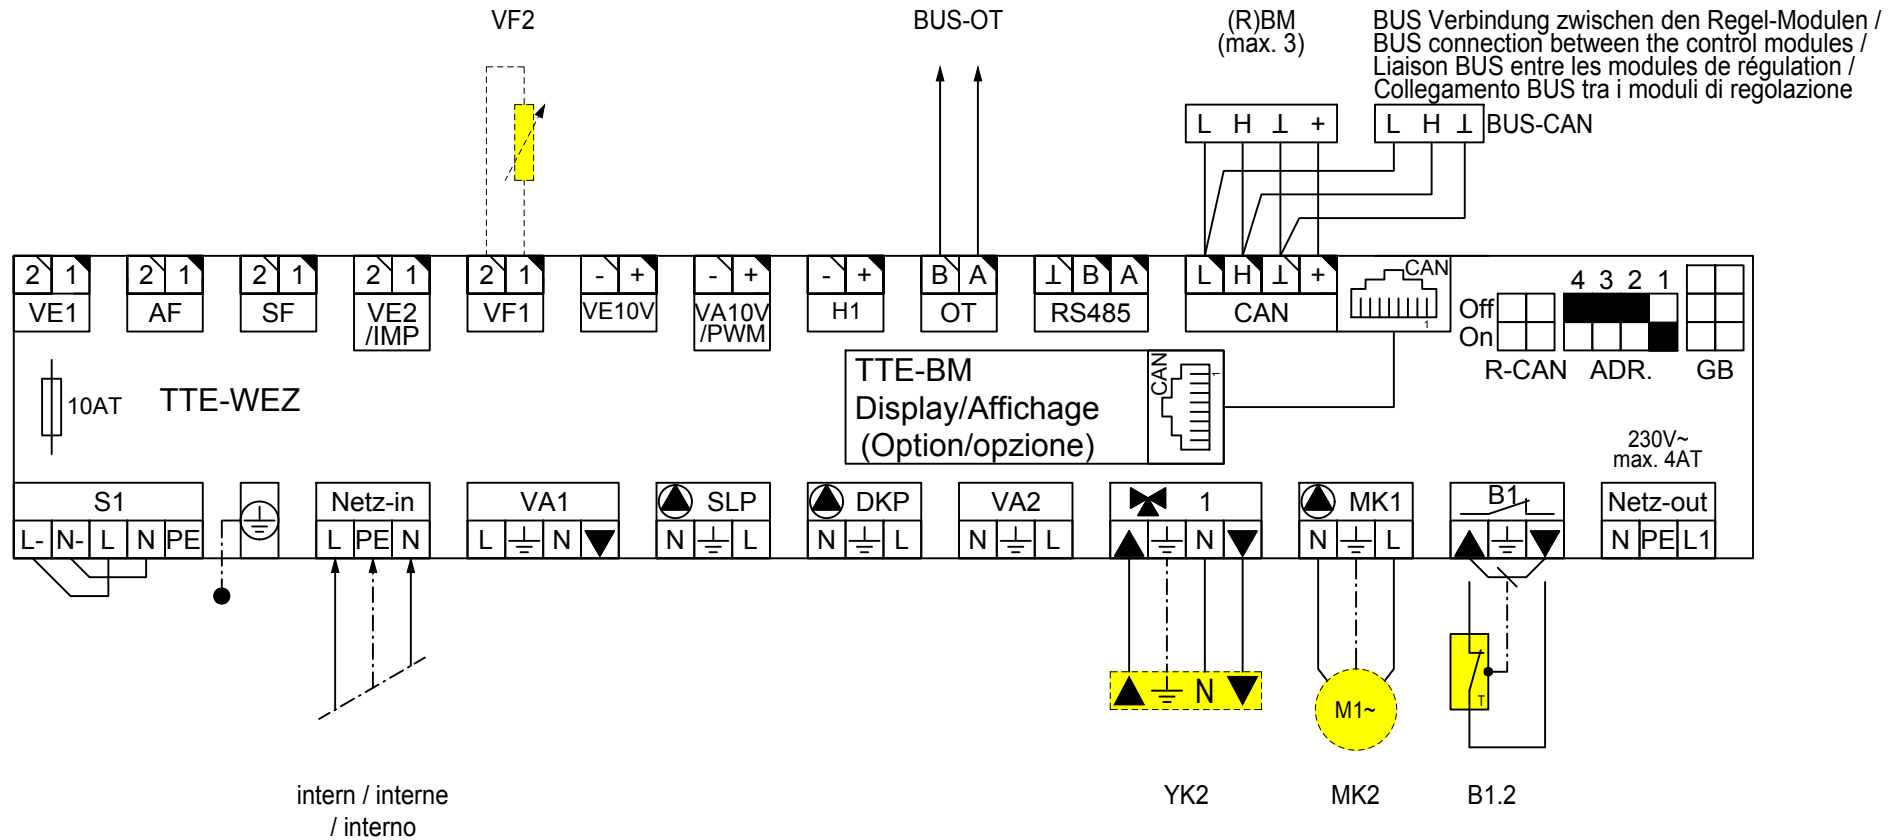 VF2
BUS-OT
(R)BM
(max. 3)
BUS Verbindung zwischen den Regel-Modulen /
BUS connection between the control modules /
Liaison BUS entre les modules de régulation /
Collegamento BUS tra i moduli di regolazione
L H ⊥ +
L H ⊥ BUS-CAN
2 1
VE1
2 1
AF
2 1
SF
2 1
VE2
/IMP
2 1
VF1
- +
VE10V
- +
VA10V
/PWM
- +
H1
B A
OT
⊥ B A
RS485
L H ⊥ +
CAN
CAN
1
Off
On
R-CAN
4 3 2 1
ADR.
GB
10AT
TTE-WEZ
TTE-BM
Display/Affichage
(Option/opzione)
CAN
1
230V~
max. 4AT
S1
L- N- L N PE
Netz-in
L PE N
VA1
L N
SLP
N L
DKP
N L
VA2
N L
1
N
MK1
N L
B1
Netz-out
N PE L1
N
M1~
T
intern / interne
/ interno
YK2
MK2
B1.2